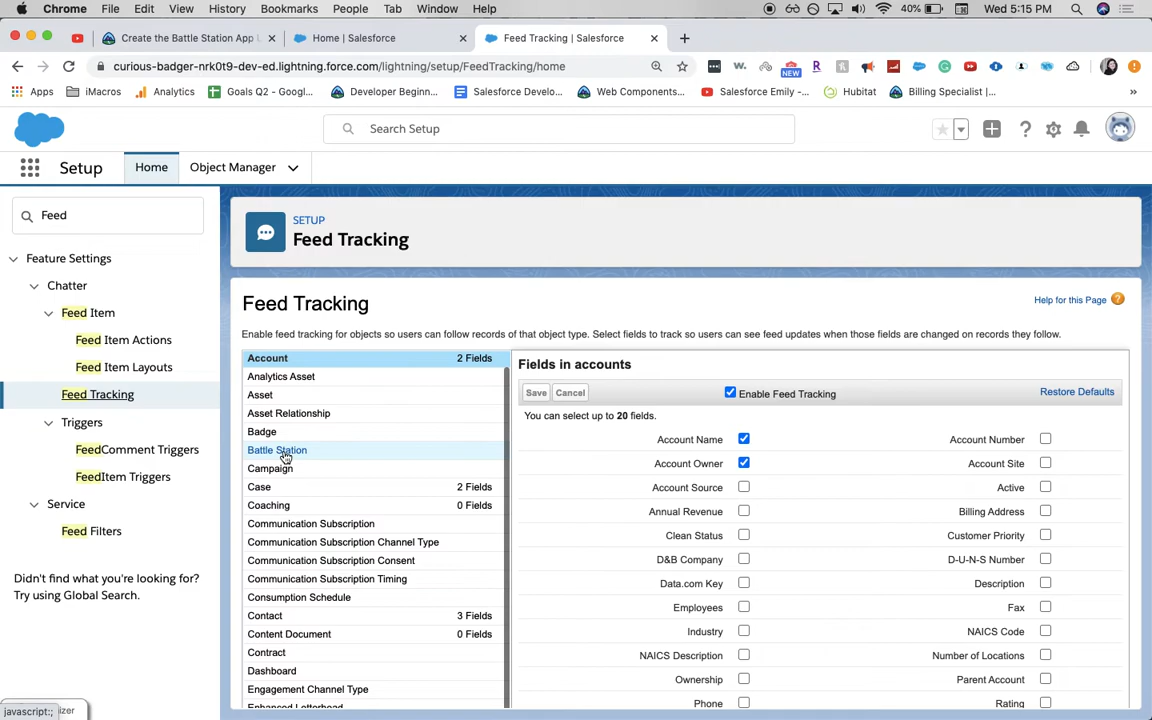 Chrome File Edit View History Bookmarks People Tab Window Help 40% Wed 5:15 PM
Create the Battle Station App Home | Salesforce Feed Tracking | Salesforce
curious-badger-nrk0t9-dev-ed.lightning.force.com/lightning/setup/FeedTracking/home
NEW
Apps iMacros Analytics Goals Q2 - Googl... Developer Beginn... Salesforce Develo... Web Components... Salesforce Emily -... Hubitat Billing Specialist |... »
Search Setup
Setup Home Object Manager
Feed
Feature Settings
Chatter
Feed Item
Feed Item Actions
Feed Item Layouts
Feed Tracking
Triggers
FeedComment Triggers
FeedItem Triggers
Service
Feed Filters
Didn't find what you're looking for?
Try using Global Search.
SETUP
Feed Tracking
Feed Tracking
Help for this Page ?
Enable feed tracking for objects so users can follow records of that object type. Select fields to track so users can see feed updates when those fields are changed on records they follow.
Account 2 Fields
Analytics Asset
Asset
Asset Relationship
Badge
Battle Station
Campaign
Case 2 Fields
Coaching 0 Fields
Communication Subscription
Communication Subscription Channel Type
Communication Subscription Consent
Communication Subscription Timing
Consumption Schedule
Contact 3 Fields
Content Document 0 Fields
Contract
Dashboard
Engagement Channel Type
Enhanced Letterhead
Fields in accounts
Save Cancel Enable Feed Tracking Restore Defaults
You can select up to 20 fields.
Account Name Account Number
Account Owner Account Site
Account Source Active
Annual Revenue Billing Address
Clean Status Customer Priority
D&B Company D-U-N-S Number
Data.com Key Description
Employees Fax
Industry NAICS Code
NAICS Description Number of Locations
Ownership Parent Account
Phone Rating
javascript:;